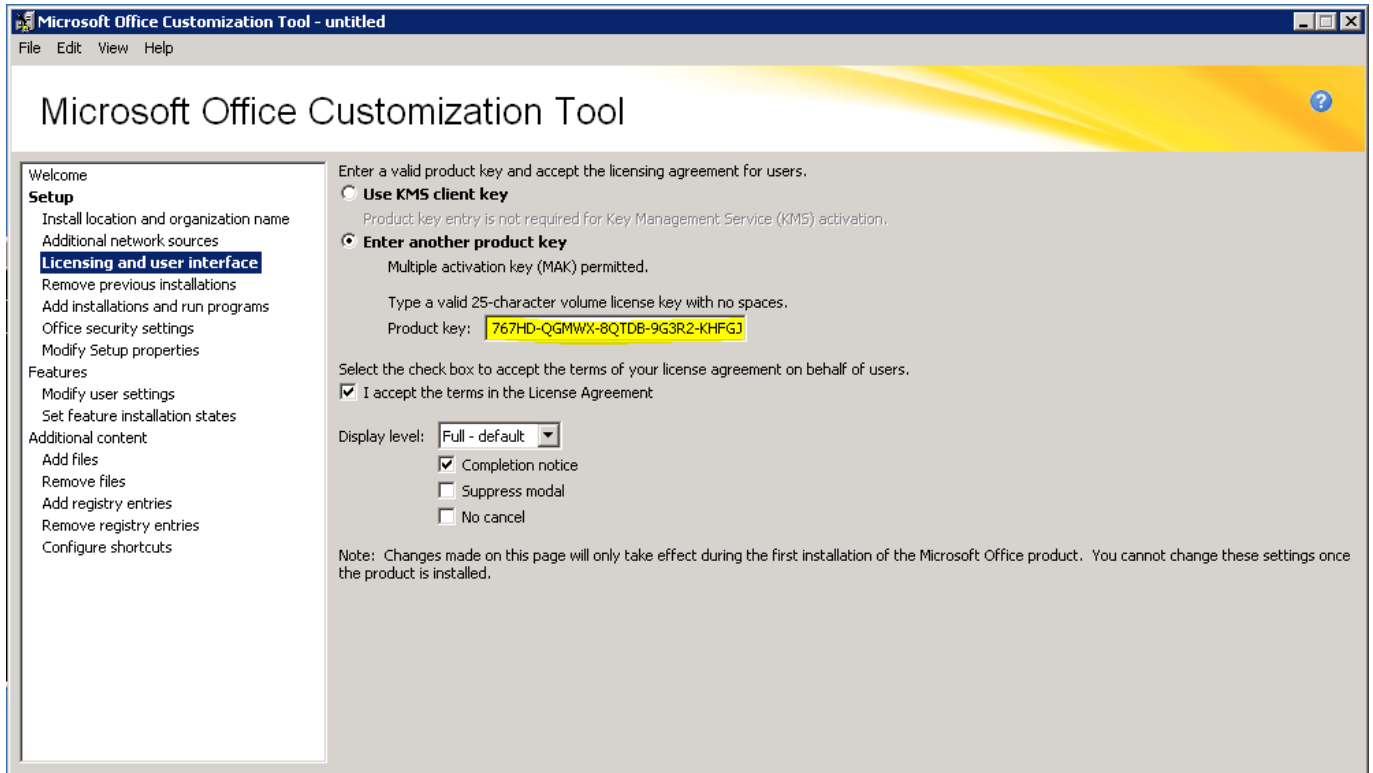 Microsoft Office Customization Tool - untitled
File Edit View Help
Microsoft Office Customization Tool
?
Welcome
Setup
Install location and organization name
Additional network sources
Licensing and user interface
Remove previous installations
Add installations and run programs
Office security settings
Modify Setup properties
Features
Modify user settings
Set feature installation states
Additional content
Add files
Remove files
Add registry entries
Remove registry entries
Configure shortcuts
Enter a valid product key and accept the licensing agreement for users.
Use KMS client key
Product key entry is not required for Key Management Service (KMS) activation.
Enter another product key
Multiple activation key (MAK) permitted.
Type a valid 25-character volume license key with no spaces.
Product key: 767HD-QGMWX-8QTDB-9G3R2-KHFGJ
Select the check box to accept the terms of your license agreement on behalf of users.
I accept the terms in the License Agreement
Display level: Full - default
Completion notice
Suppress modal
No cancel
Note: Changes made on this page will only take effect during the first installation of the Microsoft Office product. You cannot change these settings once
the product is installed.